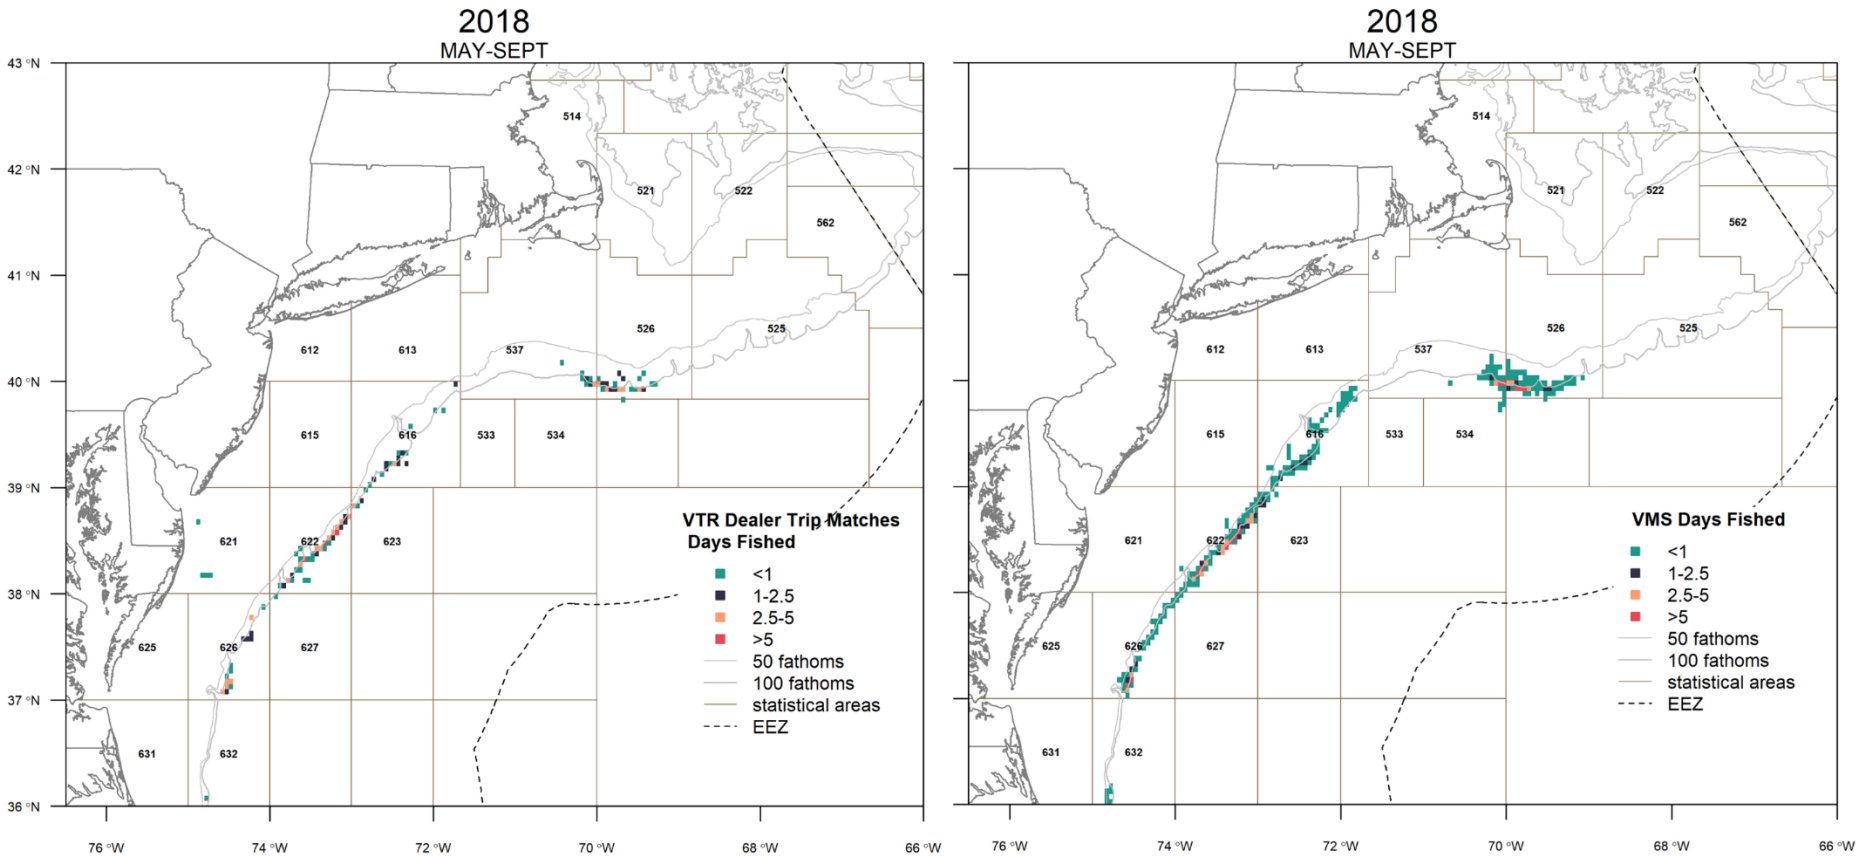 2018
MAY-SEPT
43 °N
42 °N
41 °N
40 °N
39 °N
38 °N
37 °N
36 °N
514
521
522
562
526
525
537
612
613
615
616
533
534
621
622
623
625
626
627
631
632
VTR Dealer Trip Matches
Days Fished
<1
1-2.5
2.5-5
>5
50 fathoms
100 fathoms
statistical areas
EEZ
76 °W
74 °W
72 °W
70 °W
68 °W
66 °W
2018
MAY-SEPT
514
521
522
562
526
525
537
612
613
615
616
533
534
621
622
623
625
626
627
631
632
VMS Days Fished
<1
1-2.5
2.5-5
>5
50 fathoms
100 fathoms
statistical areas
EEZ
76 °W
74 °W
72 °W
70 °W
68 °W
66 °W